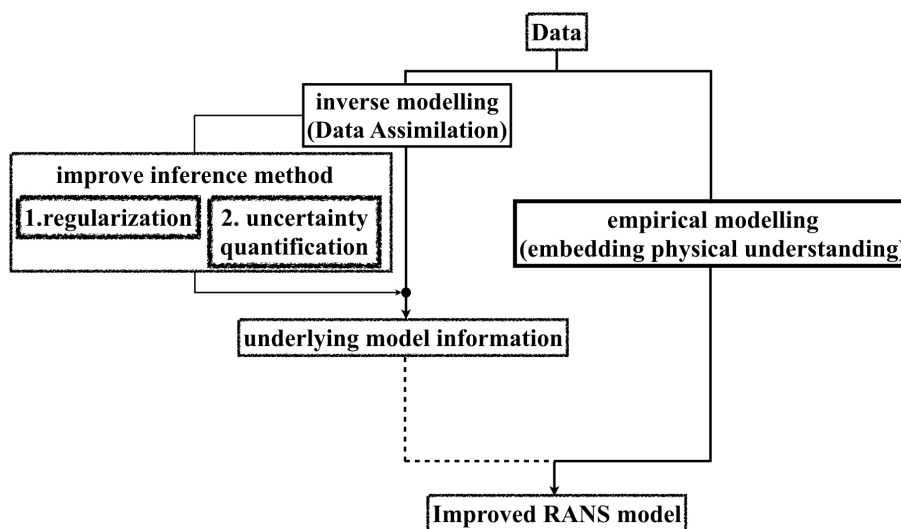 Data
inverse modelling
(Data Assimilation)
improve inference method
1.regularization
2. uncertainty
quantification
empirical modelling
(embedding physical understanding)
underlying model information
Improved RANS model